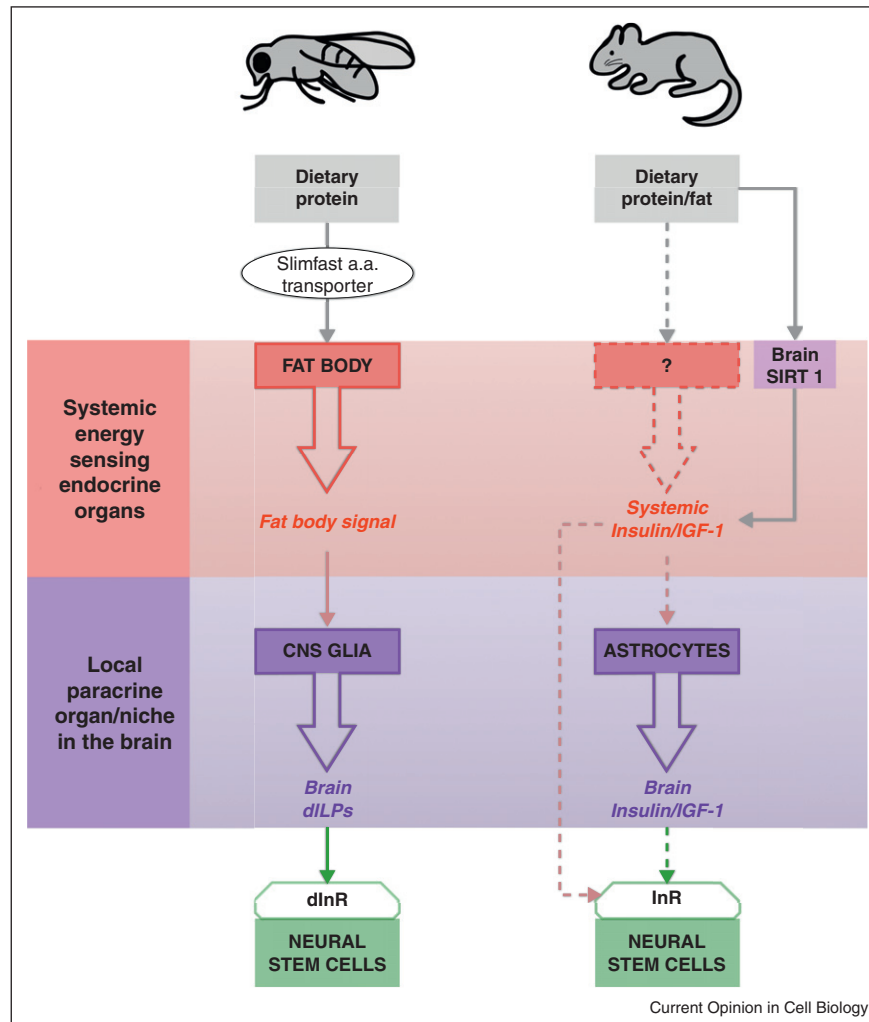 Dietary
protein
Dietary
protein/fat
Slimfast a.a.
transporter
Systemic
energy
sensing
endocrine
organs
FAT BODY
?
Brain
SIRT 1
Fat body signal
Systemic
Insulin/IGF-1
Local
paracrine
organ/niche
in the brain
CNS GLIA
ASTROCYTES
Brain
dILPs
Brain
Insulin/IGF-1
dInR
InR
NEURAL
STEM CELLS
NEURAL
STEM CELLS
Current Opinion in Cell Biology